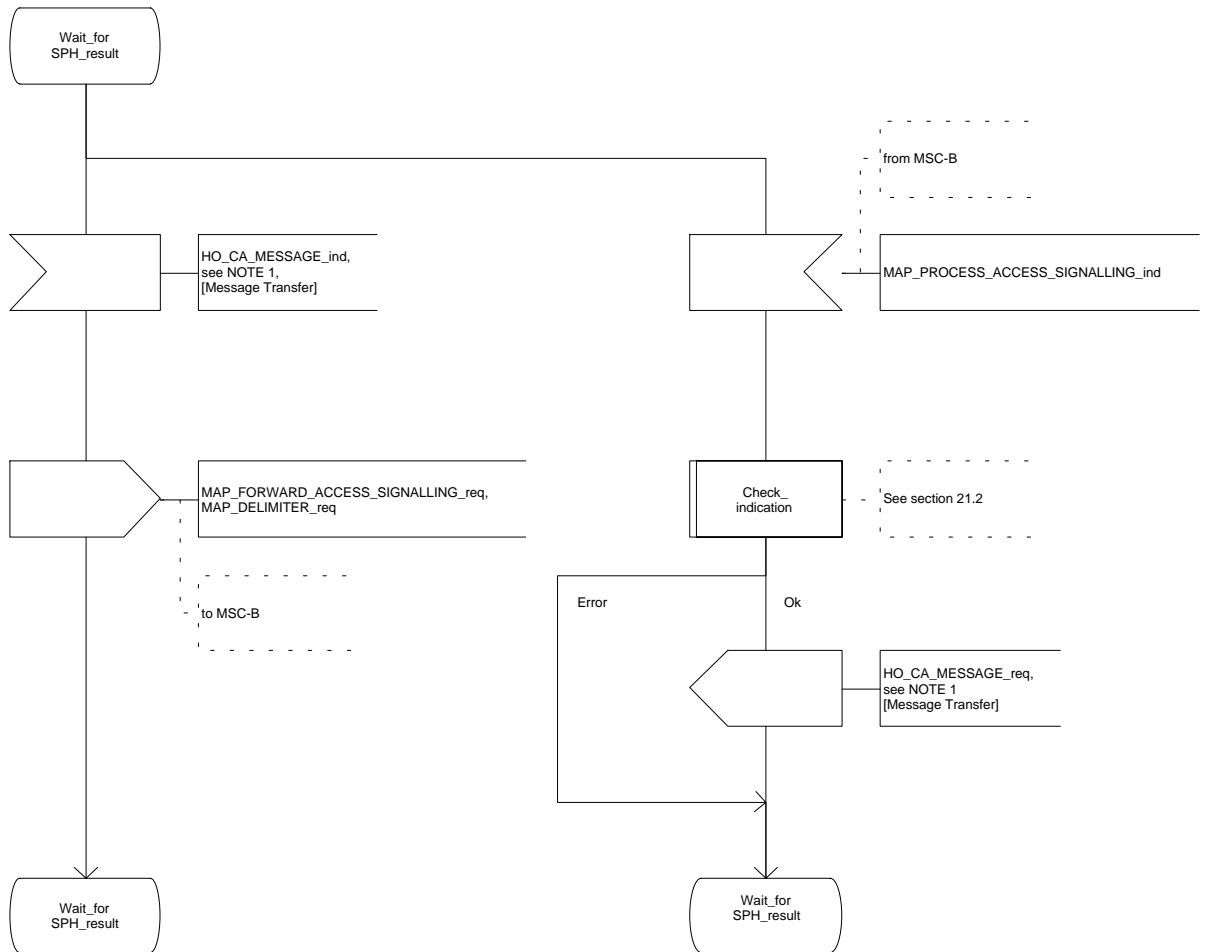 Wait_for
SPH_result
from MSC-B
HO_CA_MESSAGE_ind,
see NOTE 1,
[Message Transfer]
MAP_PROCESS_ACCESS_SIGNALLING_ind
MAP_FORWARD_ACCESS_SIGNALLING_req,
MAP_DELIMITER_req
Check_
indication
See section 21.2
to MSC-B
Error
Ok
HO_CA_MESSAGE_req,
see NOTE 1
[Message Transfer]
Wait_for
SPH_result
Wait_for
SPH_result